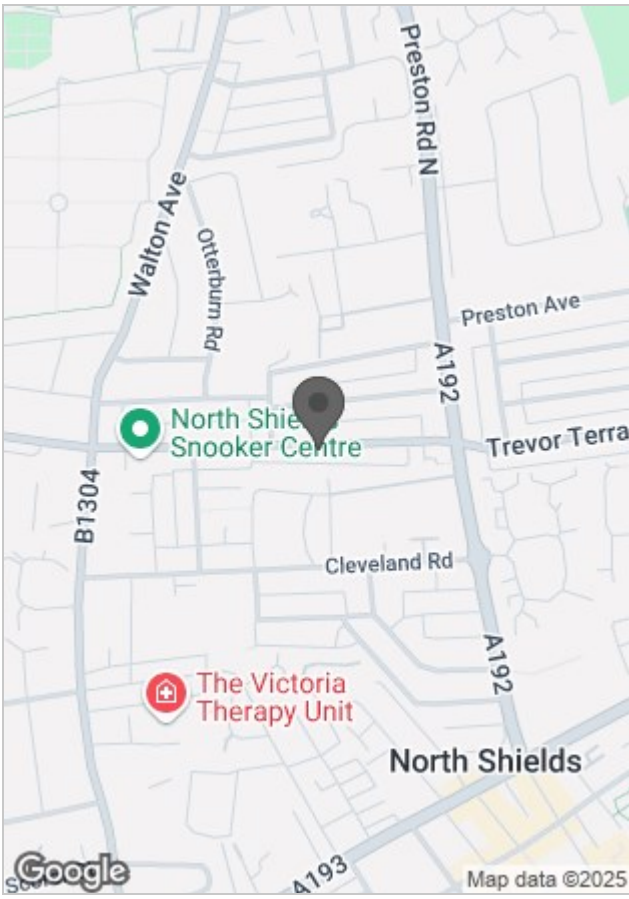 Preston Rd N
Walton Ave
Otterburn Rd
Preston Ave
A192
North Shields
Snooker Centre
Trevor Terra
B1304
Cleveland Rd
A192
The Victoria
Therapy Unit
North Shields
A193
Google
Map data ©2025